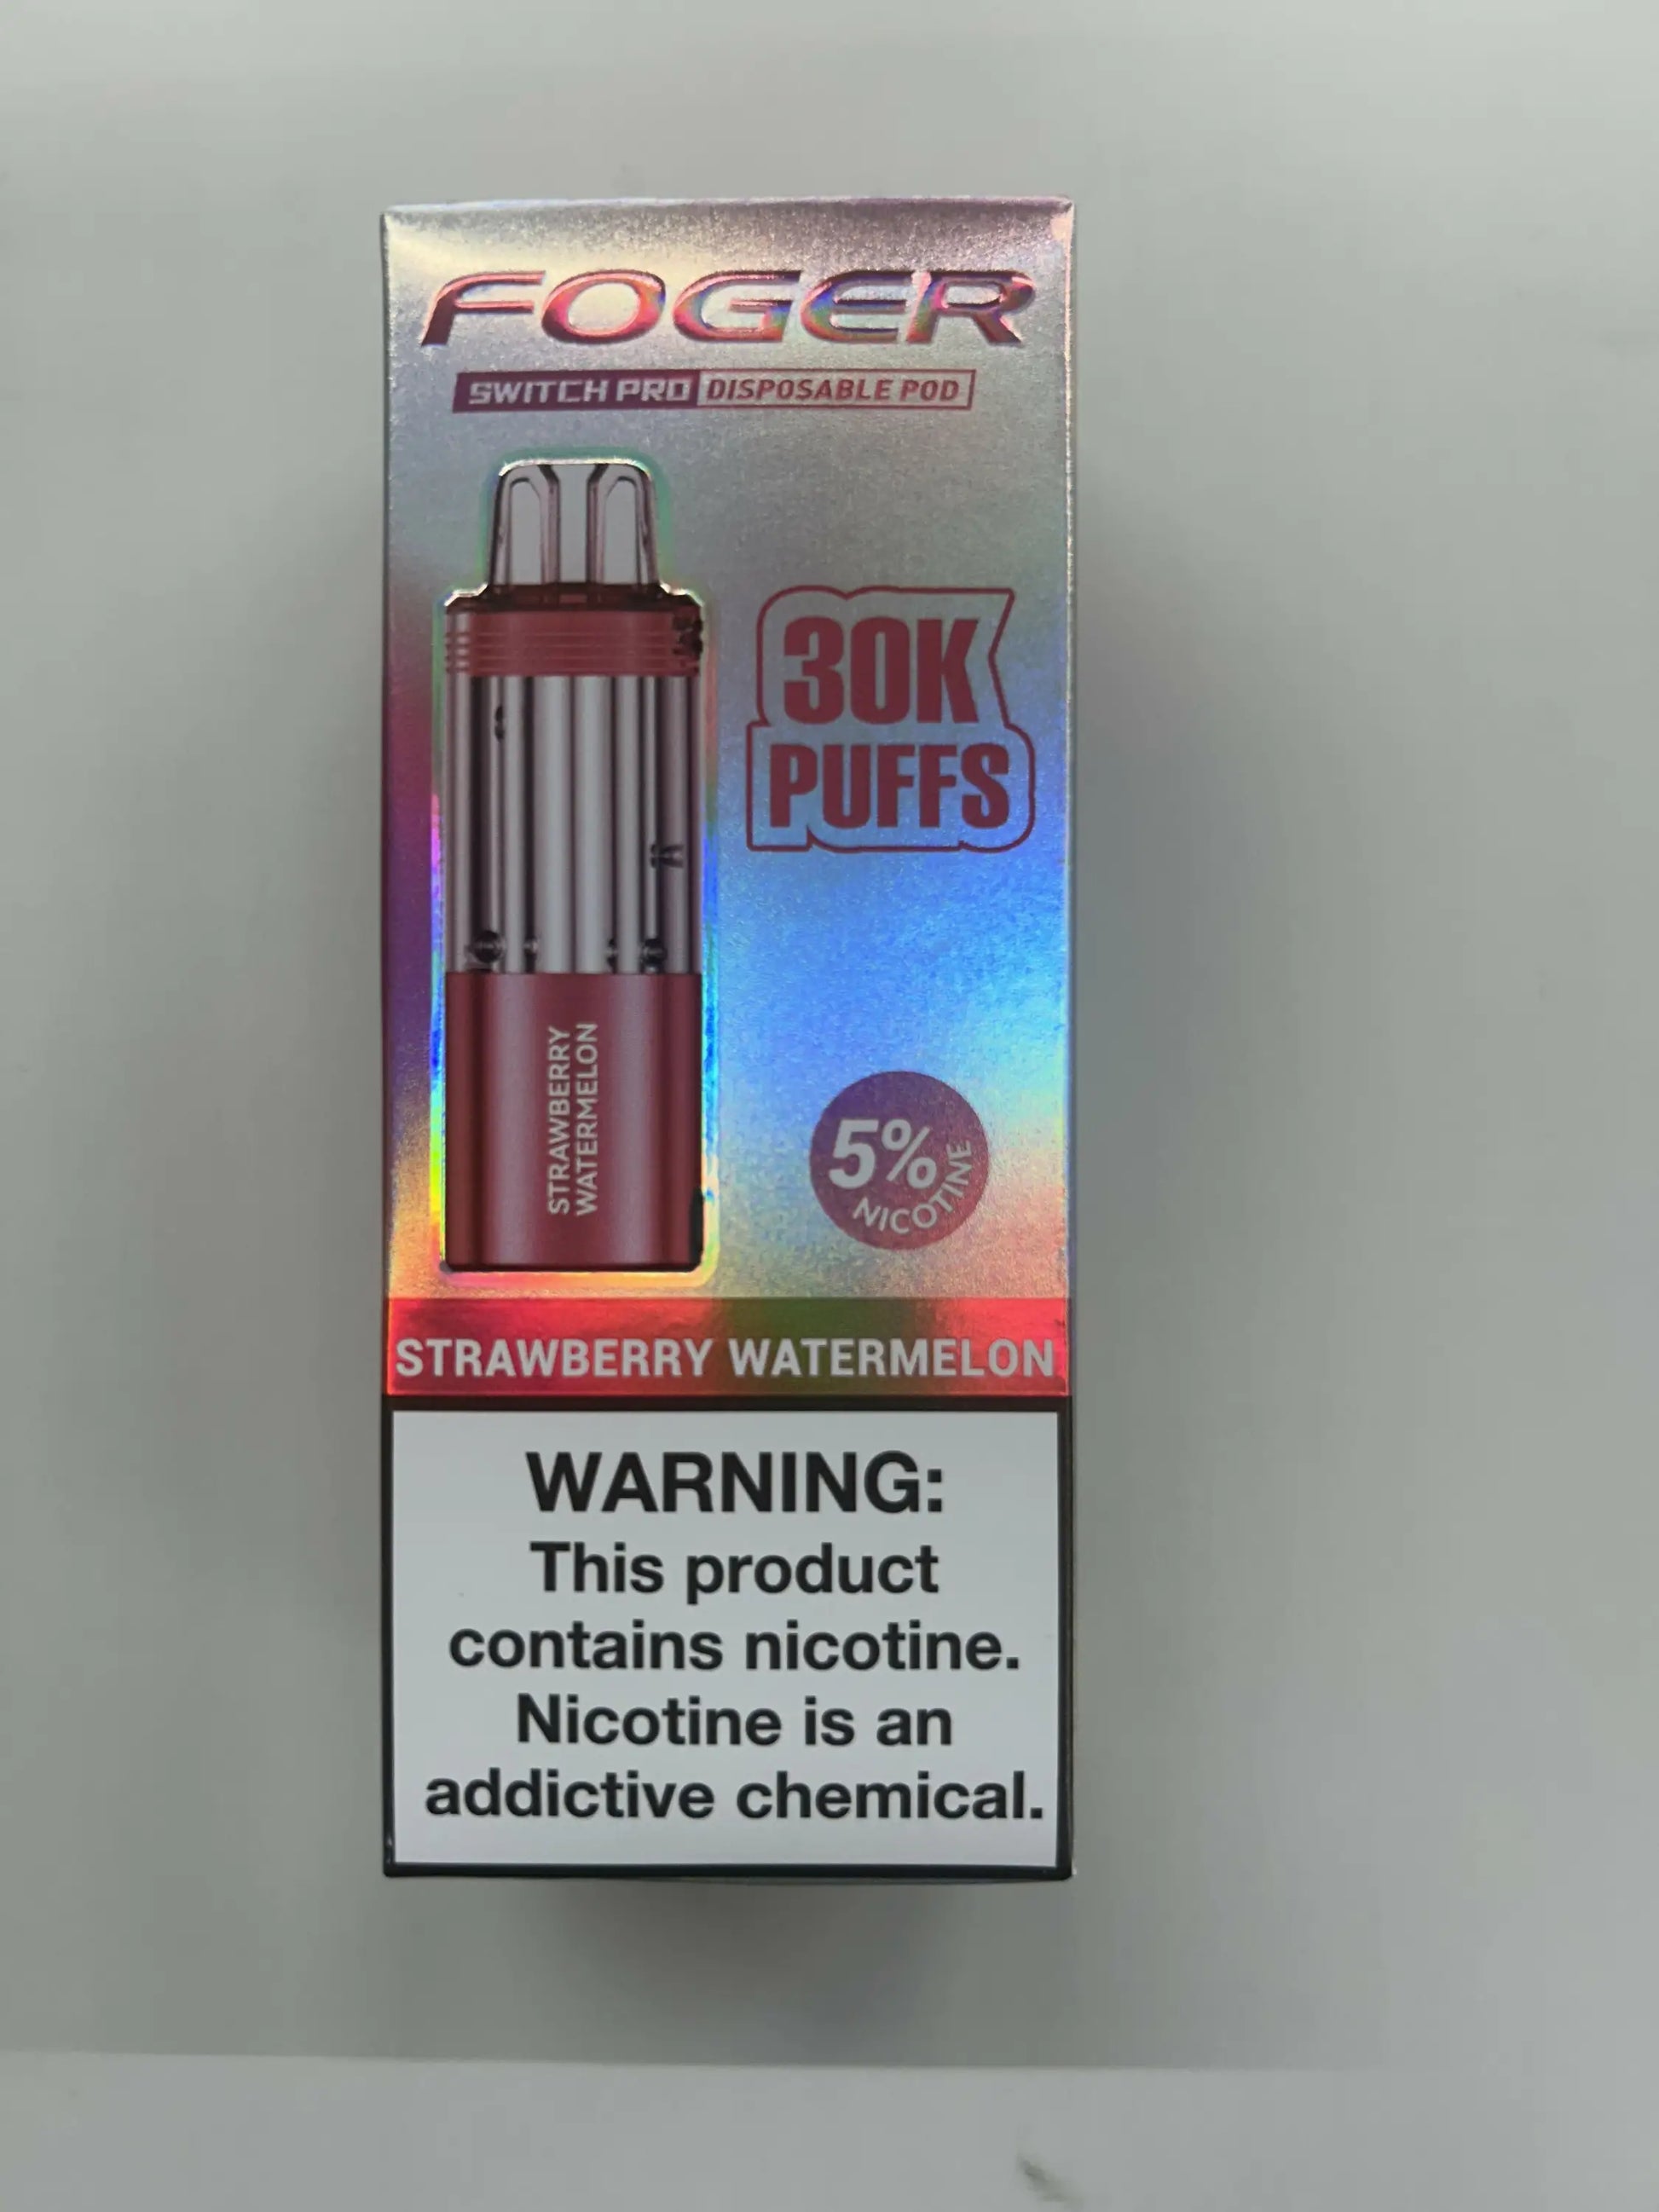 FOGER
SWITCH PRO DISPOSABLE POD
30K
PUFFS
STRAWBERRY
WATERMELON
5%
NICOTINE
STRAWBERRY WATERMELON
WARNING:
This product
contains nicotine.
Nicotine is an
addictive chemical.